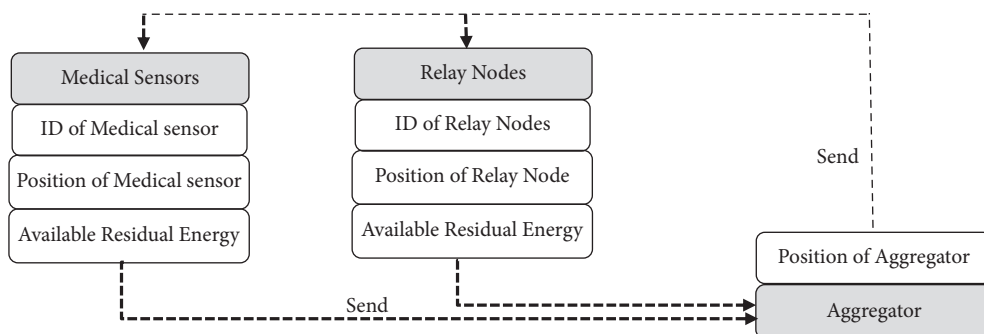 Medical Sensors
ID of Medical sensor
Position of Medical sensor
Available Residual Energy
Relay Nodes
ID of Relay Nodes
Position of Relay Node
Available Residual Energy
Send
Position of Aggregator
Aggregator
Send